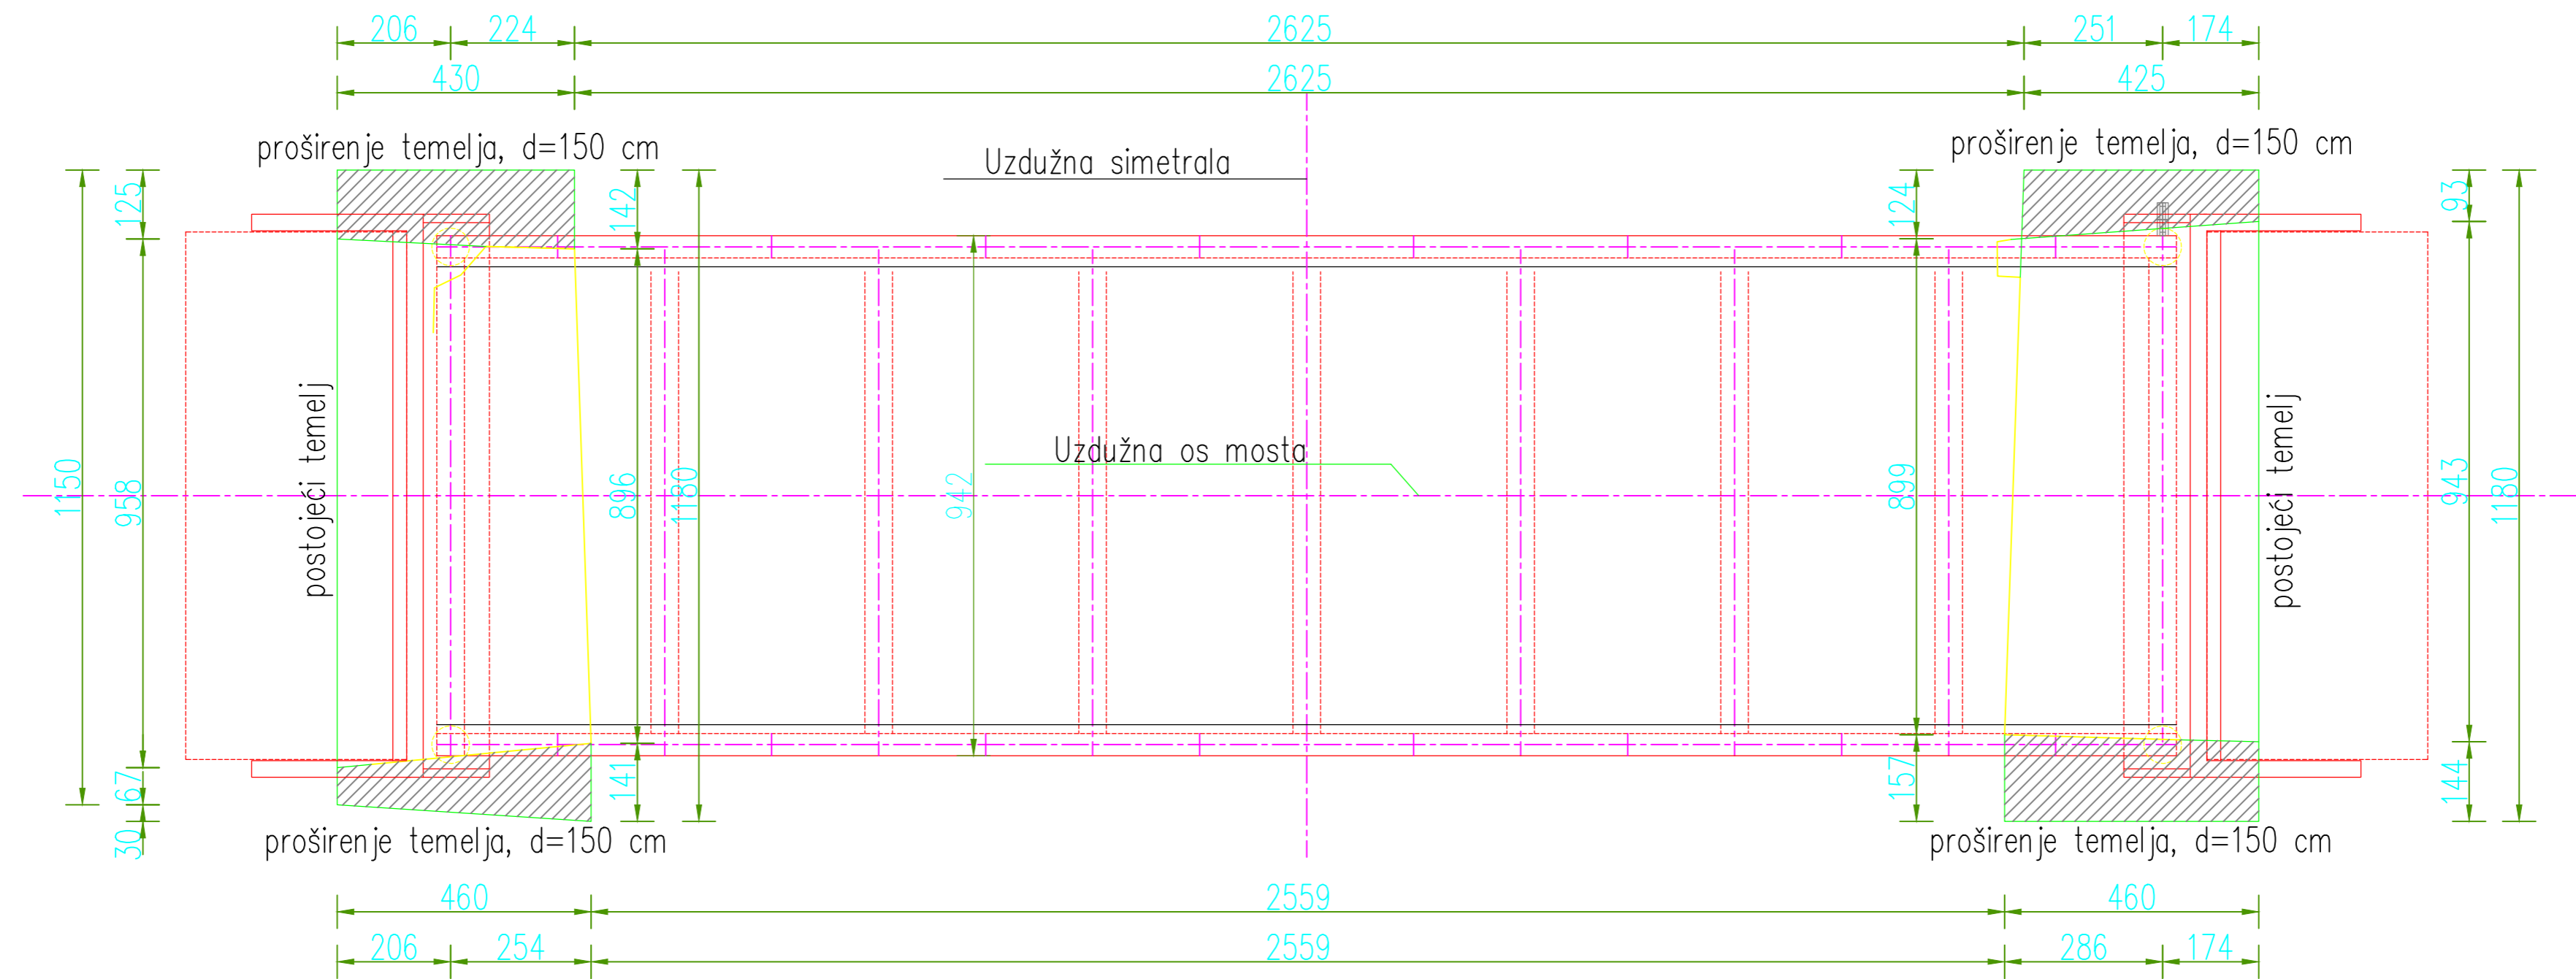 206 224 2625 251 174
430 2625 425
proširenje temelja, d=150 cm
proširenje temelja, d=150 cm
Uzdužna simetrala
125
142
124
93
postojeći temelj
Uzdužna os mosta
postojeći temelj
1150
958
896
1180
942
899
943
1180
67
141
157
144
30
proširenje temelja, d=150 cm
proširenje temelja, d=150 cm
460 2559 460
206 254 2559 286 174